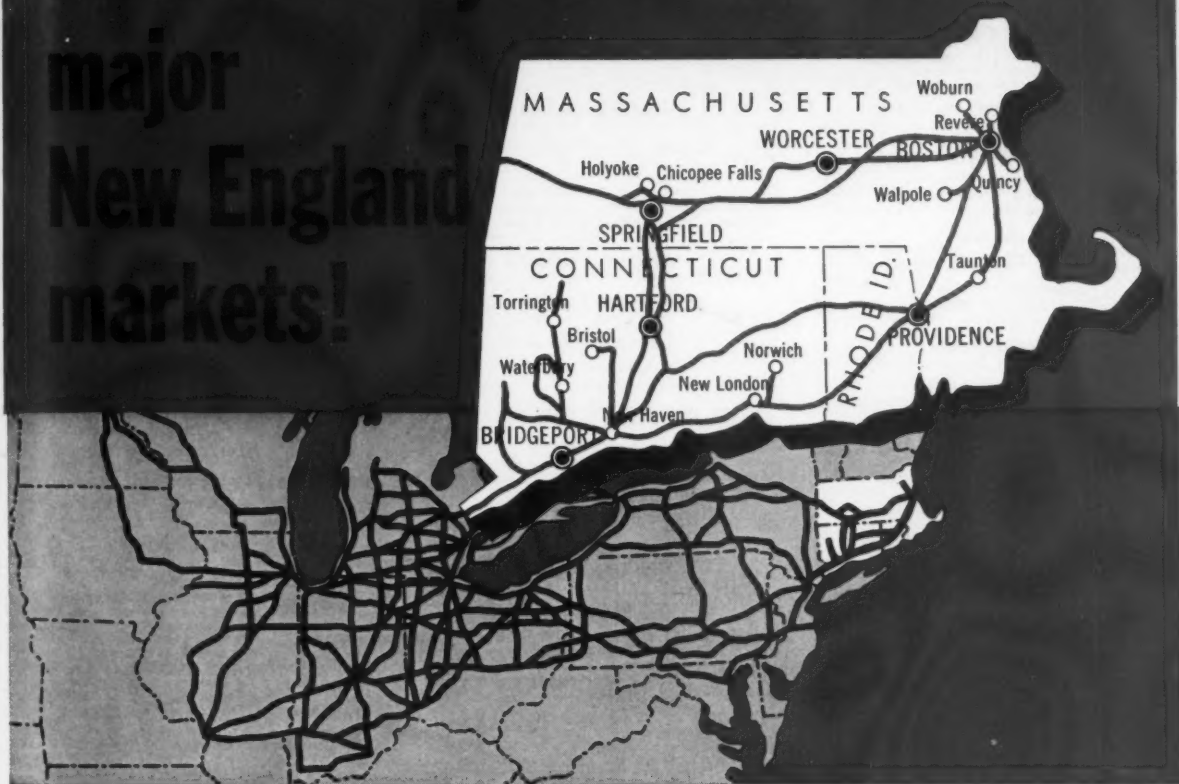 major
New England
markets!
MASSACHUSETTS
Woburn
Revere
WORCESTER
BOSTON
Holyoke
Chicopee Falls
Walpole
Quincy
SPRINGFIELD
CONNECTICUT
Taunton
Torrington
HARTFORD
RHODE ID.
Bristol
PROVIDENCE
Waterbury
Norwich
New London
New Haven
BRIDGEPORT